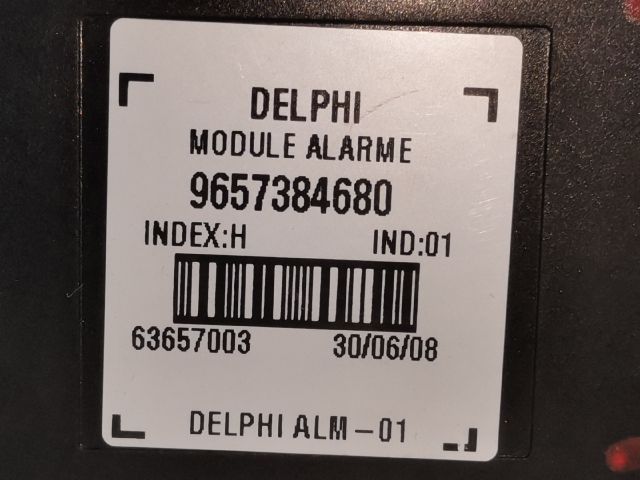 DELPHI
MODULE ALARME
9657384680
INDEX:H IND:01
63657003 30/06/08
DELPHI ALM-01